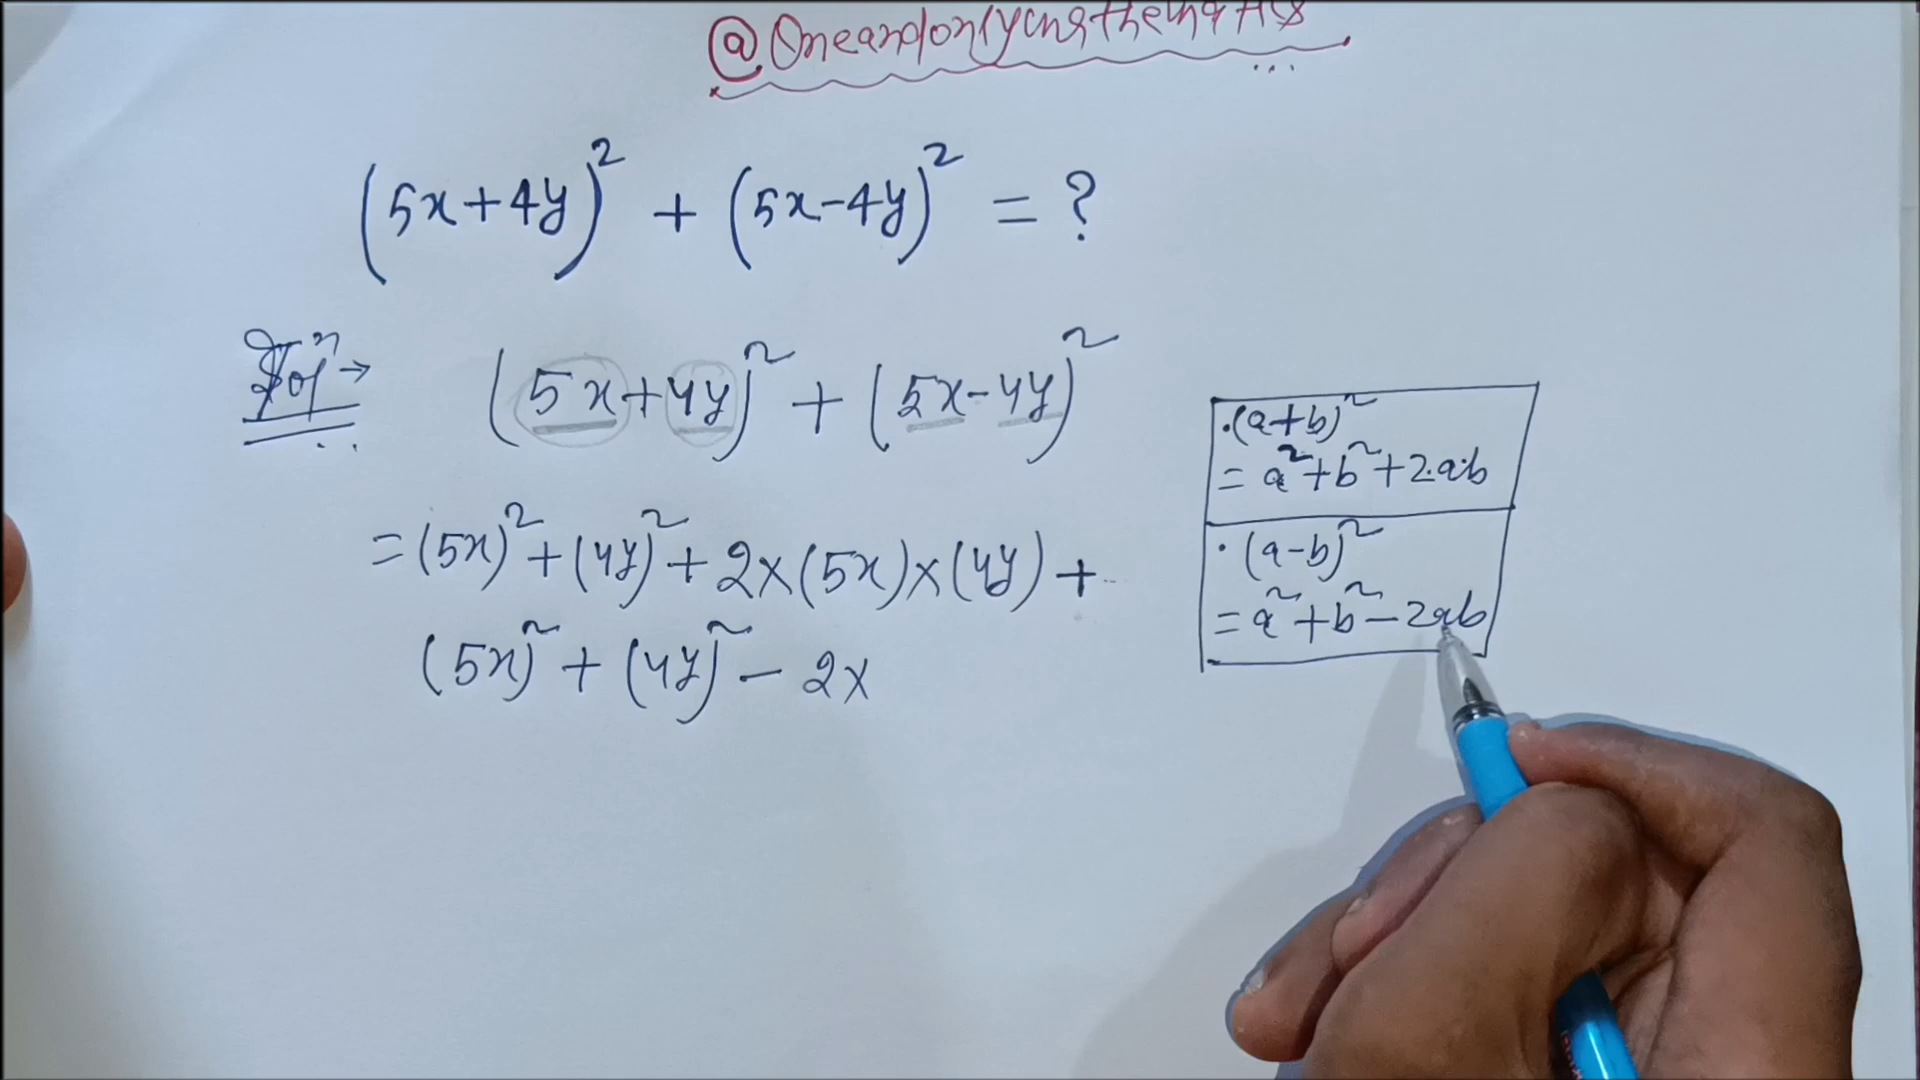 (5x+4y)² + (5x-4y)² = ?
Solⁿ→ (5x+4y)² + (5x-4y)²
=(5x)²+(4y)²+2×(5x)×(4y)+
(5x)²+(4y)²-2×
•(a+b)²
= a²+b²+2ab
•(a-b)²
= a²+b²-2ab